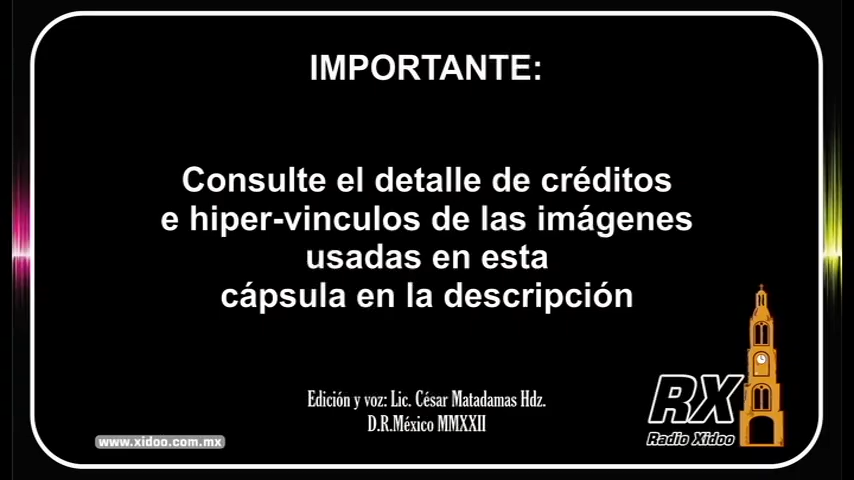 IMPORTANTE:
Consulte el detalle de créditos
e hiper-vinculos de las imágenes
usadas en esta
cápsula en la descripción
Edición y voz: Lic. César Matadamas Hdz.
D.R.México MMXXII
www.xidoo.com.mx
RX
Radio Xidoo